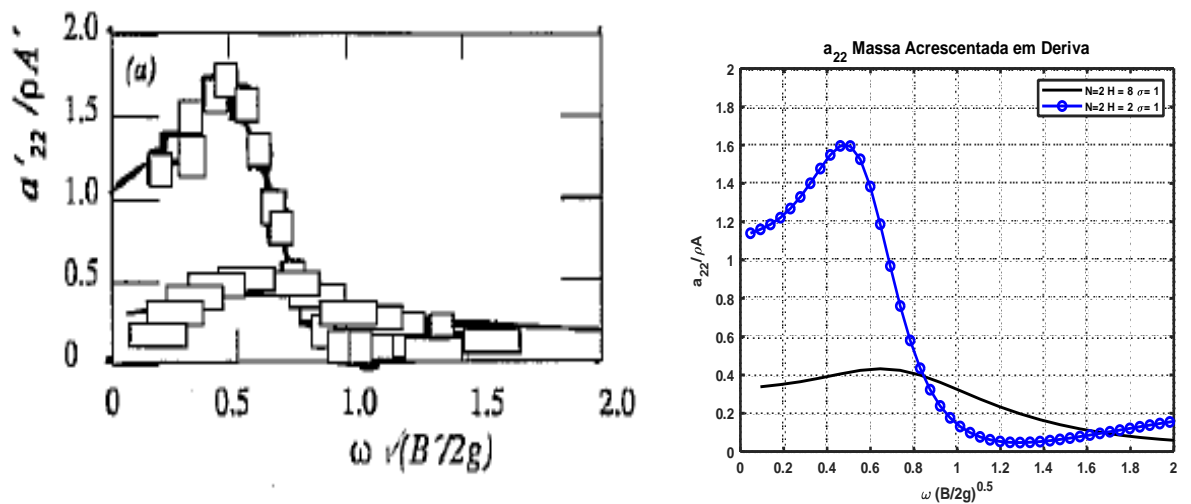 2.0
1.5
1.0
0.5
0
a′₂₂ /ρA′
(a)
0 0.5 1.0 1.5 2.0
ω √(B′/2g)
a₂₂ Massa Acrescentada em Deriva
2
1.8
1.6
1.4
1.2
1
0.8
0.6
0.4
0.2
0
a₂₂/ρA
N=2 H = 8 σ= 1
N=2 H = 2 σ= 1
0 0.2 0.4 0.6 0.8 1 1.2 1.4 1.6 1.8 2
ω (B/2g)⁰·⁵